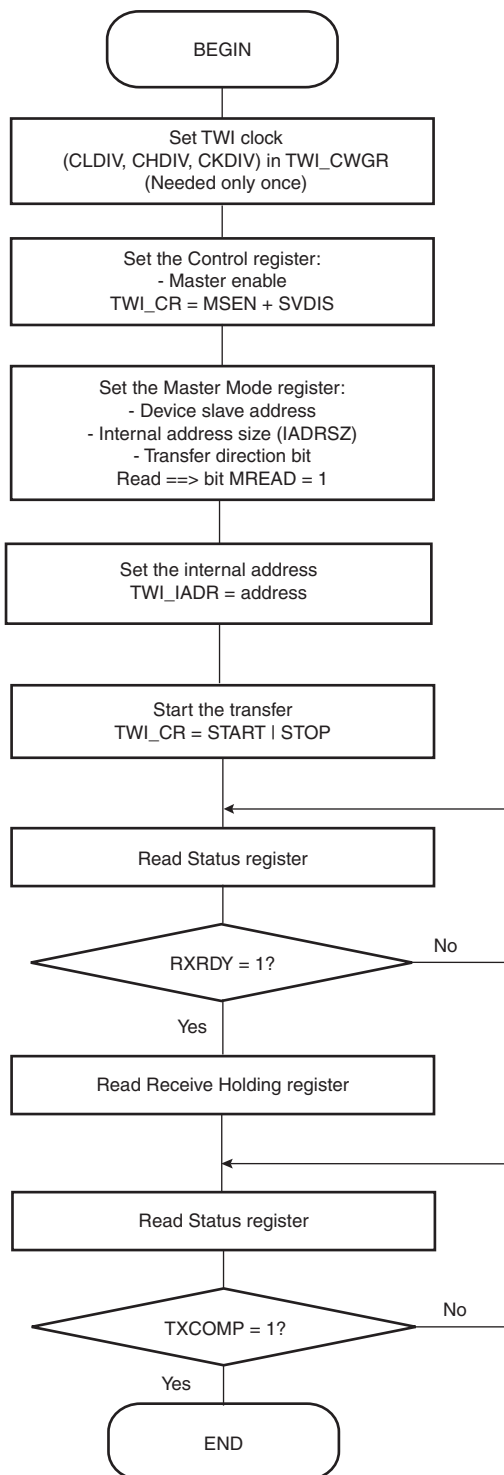 BEGIN
Set TWI clock
(CLDIV, CHDIV, CKDIV) in TWI_CWGR
(Needed only once)
Set the Control register:
- Master enable
TWI_CR = MSEN + SVDIS
Set the Master Mode register:
- Device slave address
- Internal address size (IADRSZ)
- Transfer direction bit
Read ==> bit MREAD = 1
Set the internal address
TWI_IADR = address
Start the transfer
TWI_CR = START | STOP
Read Status register
RXRDY = 1?
No
Yes
Read Receive Holding register
Read Status register
TXCOMP = 1?
No
Yes
END